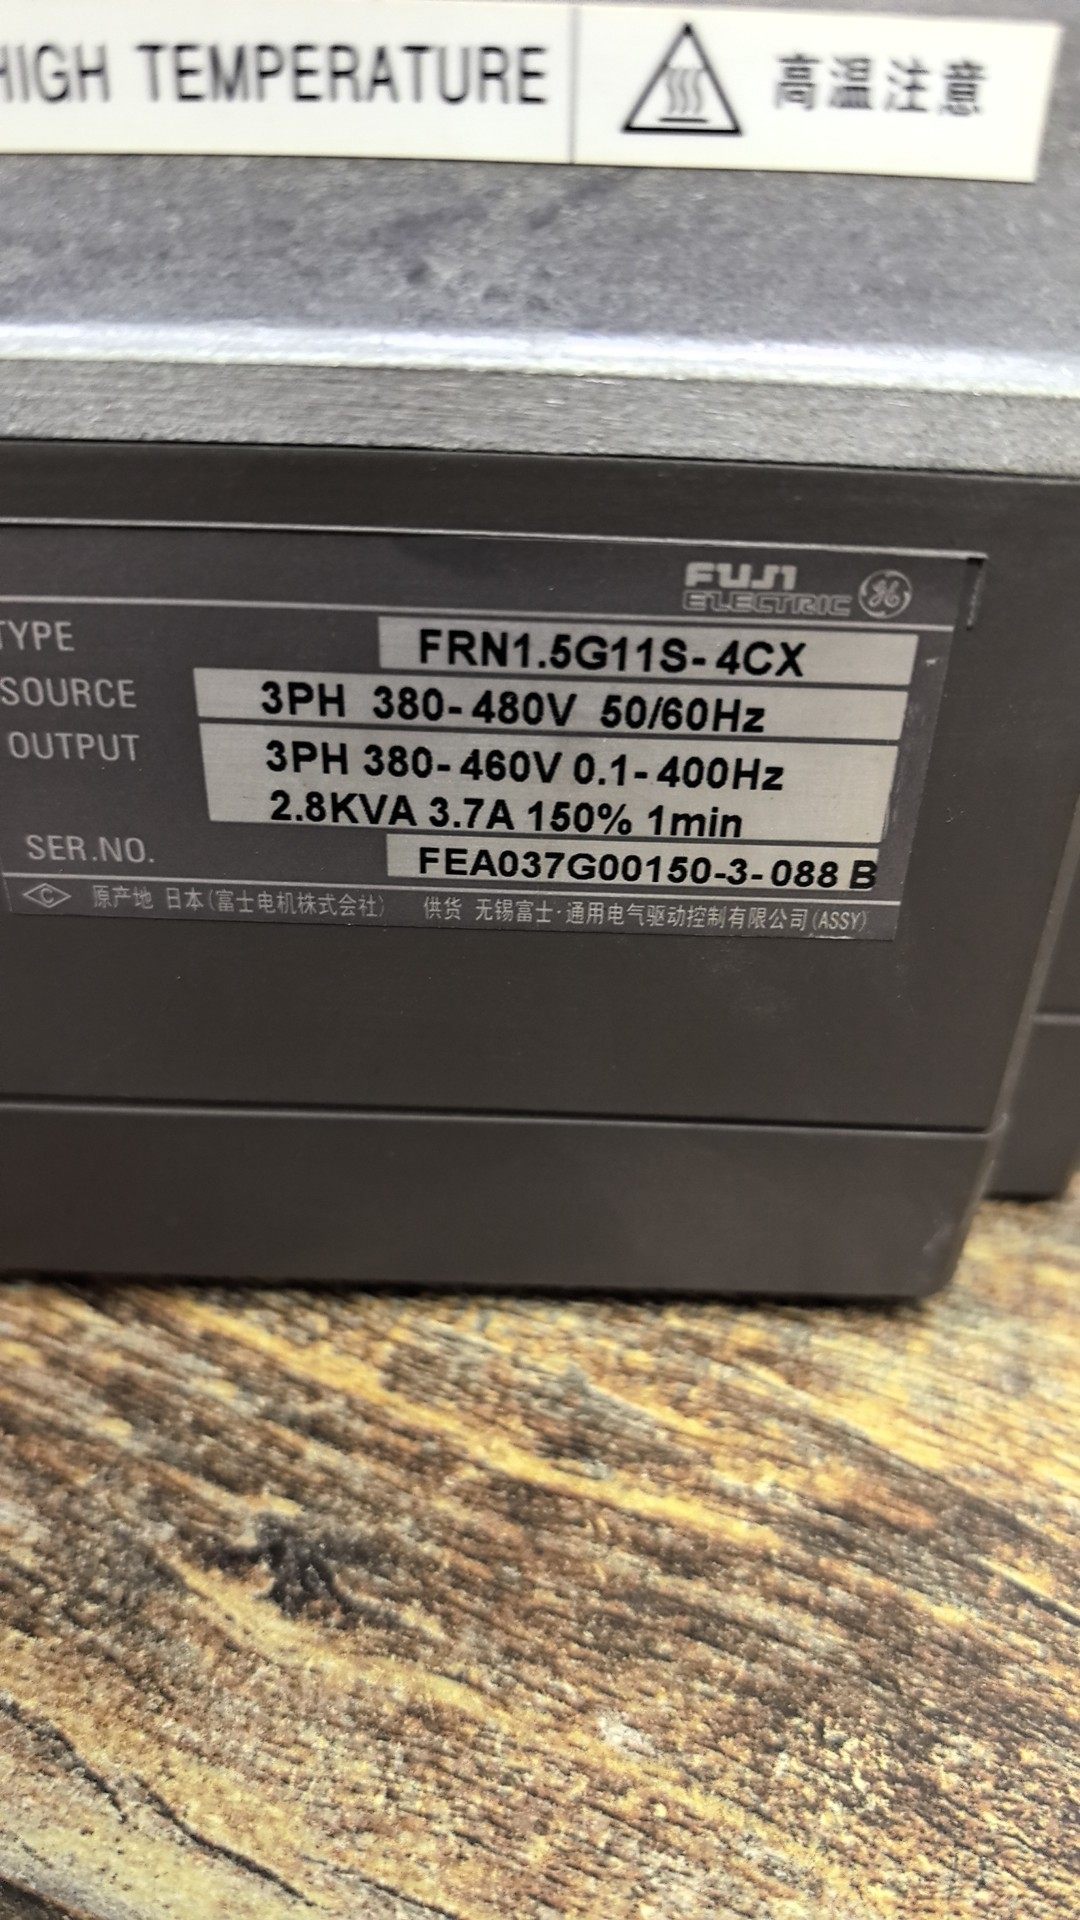 HIGH TEMPERATURE 高温注意
FUJI ELECTRIC GE
TYPE FRN1.5G11S-4CX
SOURCE 3PH 380-480V 50/60Hz
OUTPUT 3PH 380-460V 0.1-400Hz
2.8KVA 3.7A 150% 1min
SER.NO. FEA037G00150-3-088 B
C 原产地 日本(富士电机株式会社) 供货 无锡富士·通用电气驱动控制有限公司(ASSY)